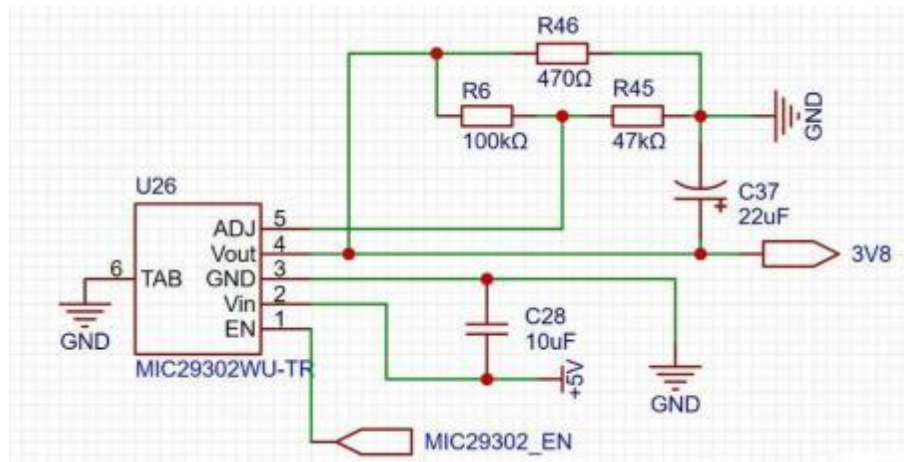 R46
470Ω
R6
100kΩ
R45
47kΩ
GND
C37
22uF
U26
ADJ 5
Vout 4
3V8
6 TAB
GND 3
Vin 2
EN 1
GND
MIC29302WU-TR
C28
10uF
+5V
GND
MIC29302_EN